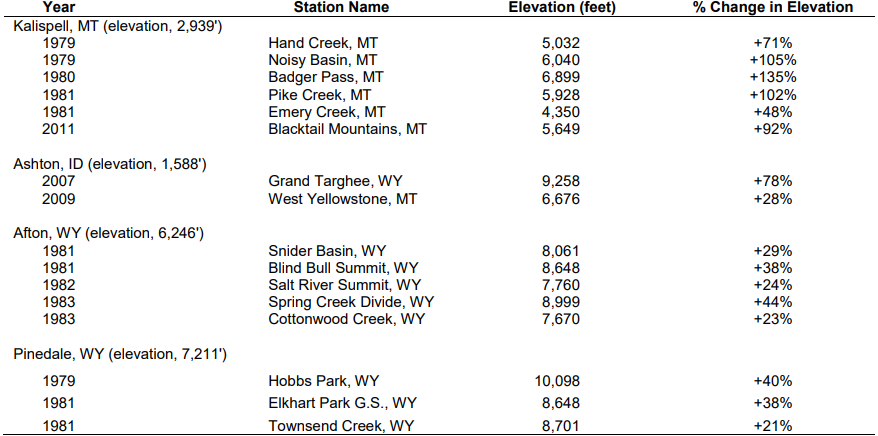 Year Station Name Elevation (feet) % Change in Elevation
Kalispell, MT (elevation, 2,939')
1979 Hand Creek, MT 5,032 +71%
1979 Noisy Basin, MT 6,040 +105%
1980 Badger Pass, MT 6,899 +135%
1981 Pike Creek, MT 5,928 +102%
1981 Emery Creek, MT 4,350 +48%
2011 Blacktail Mountains, MT 5,649 +92%
Ashton, ID (elevation, 1,588')
2007 Grand Targhee, WY 9,258 +78%
2009 West Yellowstone, MT 6,676 +28%
Afton, WY (elevation, 6,246')
1981 Snider Basin, WY 8,061 +29%
1981 Blind Bull Summit, WY 8,648 +38%
1982 Salt River Summit, WY 7,760 +24%
1983 Spring Creek Divide, WY 8,999 +44%
1983 Cottonwood Creek, WY 7,670 +23%
Pinedale, WY (elevation, 7,211')
1979 Hobbs Park, WY 10,098 +40%
1981 Elkhart Park G.S., WY 8,648 +38%
1981 Townsend Creek, WY 8,701 +21%